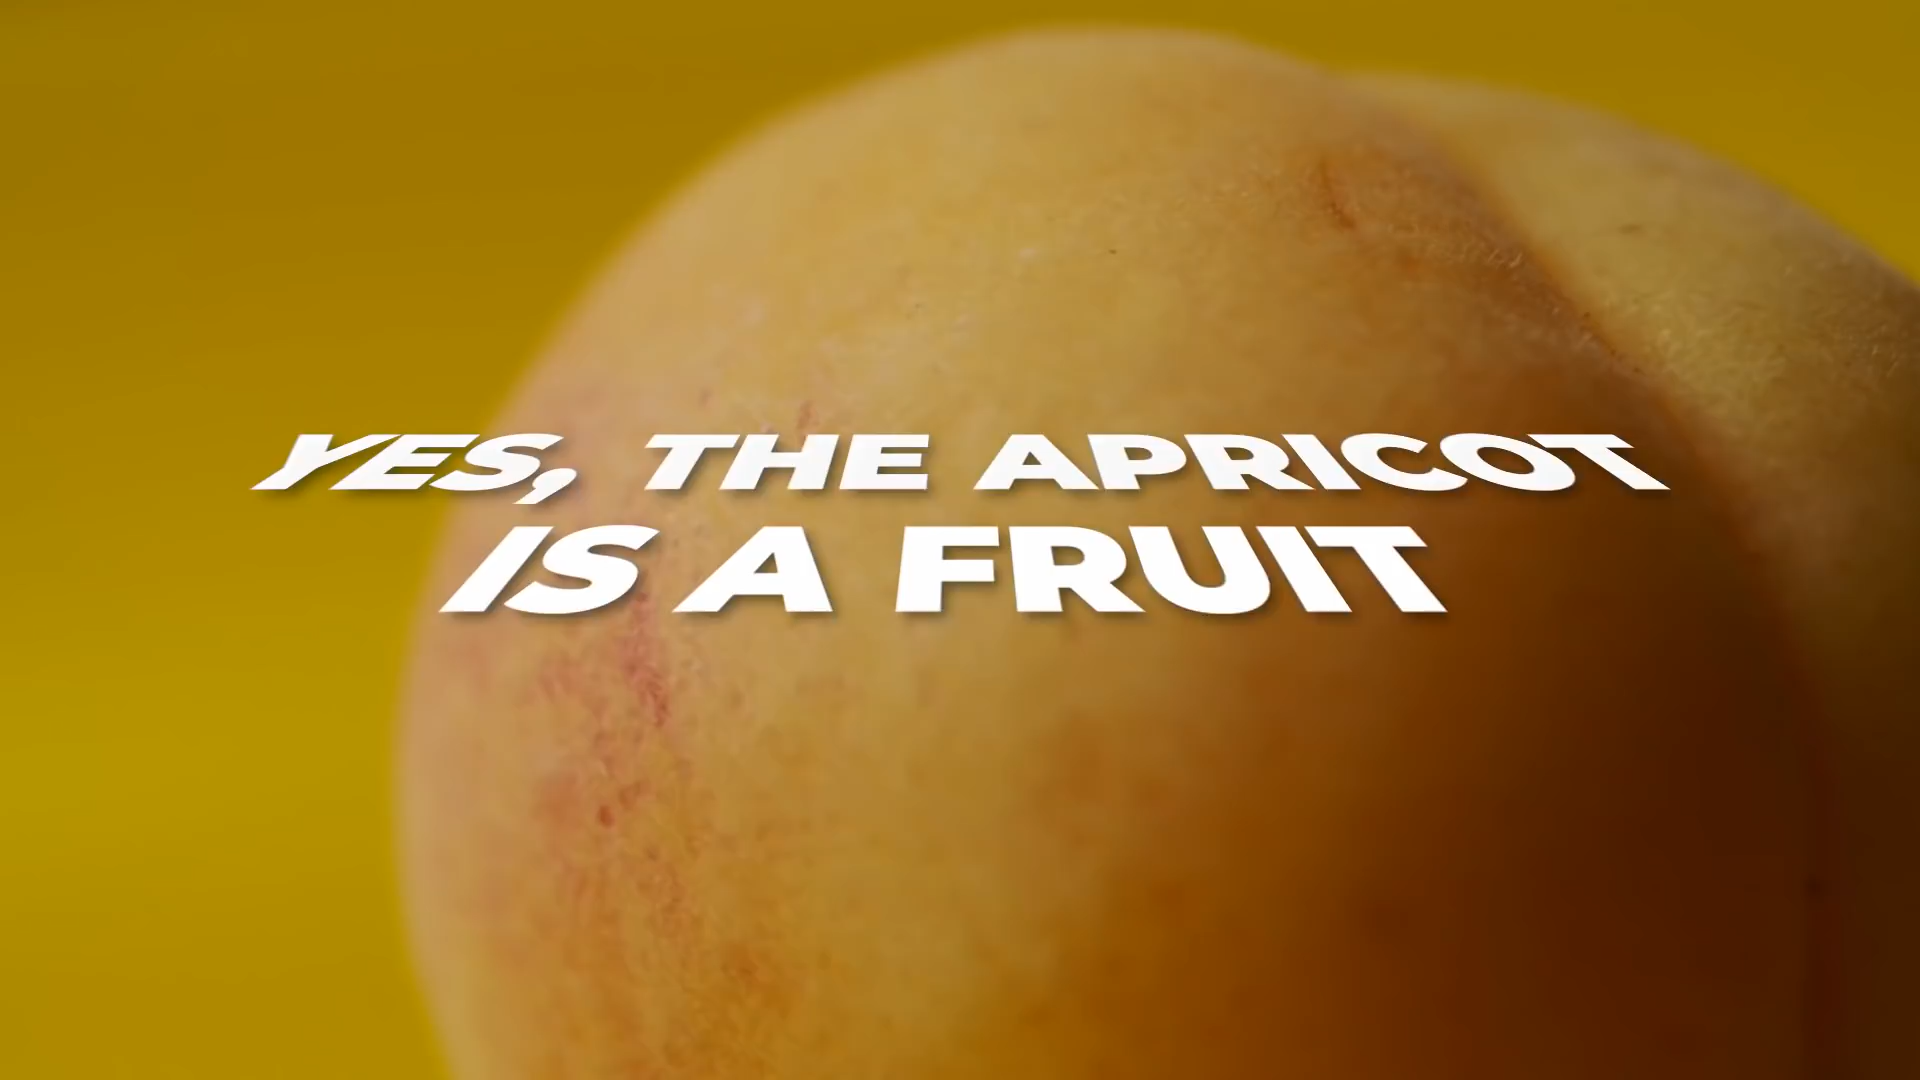 YES, THE APRICOT
IS A FRUIT